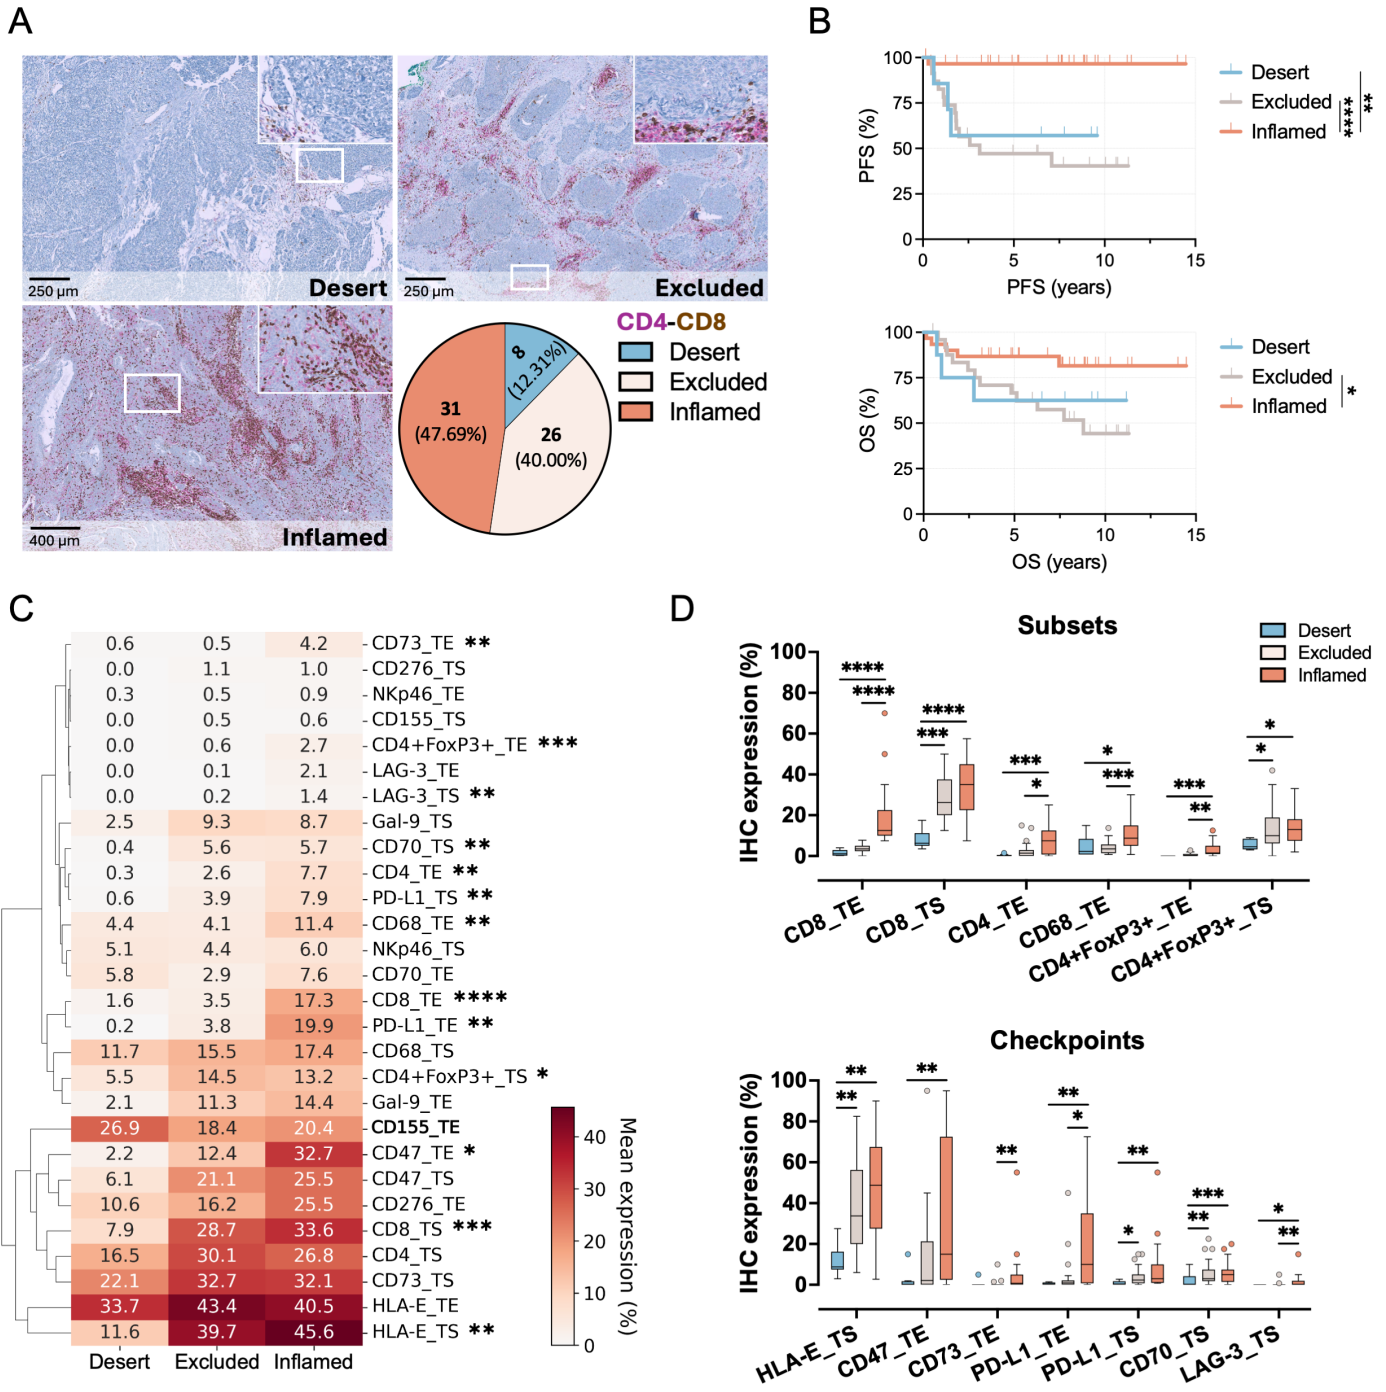 A
Desert
250 µm
Excluded
250 µm
Inflamed
400 µm
CD4-CD8
Desert
Excluded
Inflamed
8
(12.31%)
31
(47.69%)
26
(40.00%)
B
PFS (%)
100
75
50
25
0
0 5 10 15
PFS (years)
Desert
Excluded
Inflamed
****
**
OS (%)
100
75
50
25
0
0 5 10 15
OS (years)
Desert
Excluded
Inflamed
*
C
0.6 0.5 4.2 CD73_TE **
0.0 1.1 1.0 CD276_TS
0.3 0.5 0.9 NKp46_TE
0.0 0.5 0.6 CD155_TS
0.0 0.6 2.7 CD4+FoxP3+_TE ***
0.0 0.1 2.1 LAG-3_TE
0.0 0.2 1.4 LAG-3_TS **
2.5 9.3 8.7 Gal-9_TS
0.4 5.6 5.7 CD70_TS **
0.3 2.6 7.7 CD4_TE **
0.6 3.9 7.9 PD-L1_TS **
4.4 4.1 11.4 CD68_TE **
5.1 4.4 6.0 NKp46_TS
5.8 2.9 7.6 CD70_TE
1.6 3.5 17.3 CD8_TE ****
0.2 3.8 19.9 PD-L1_TE **
11.7 15.5 17.4 CD68_TS
5.5 14.5 13.2 CD4+FoxP3+_TS *
2.1 11.3 14.4 Gal-9_TE
26.9 18.4 20.4 CD155_TE
2.2 12.4 32.7 CD47_TE *
6.1 21.1 25.5 CD47_TS
10.6 16.2 25.5 CD276_TE
7.9 28.7 33.6 CD8_TS ***
16.5 30.1 26.8 CD4_TS
22.1 32.7 32.1 CD73_TS
33.7 43.4 40.5 HLA-E_TE
11.6 39.7 45.6 HLA-E_TS **
Desert Excluded Inflamed
40
30
20
10
0
Mean expression (%)
D
Subsets
Desert
Excluded
Inflamed
IHC expression (%)
100
80
60
40
20
0
****
****
****
***
***
*
*
***
***
**
*
*
CD8_TE
CD8_TS
CD4_TE
CD68_TE
CD4+FoxP3+_TE
CD4+FoxP3+_TS
Checkpoints
IHC expression (%)
100
80
60
40
20
0
**
**
**
**
**
*
**
*
***
**
*
**
HLA-E_TS
CD47_TE
CD73_TE
PD-L1_TE
PD-L1_TS
CD70_TS
LAG-3_TS